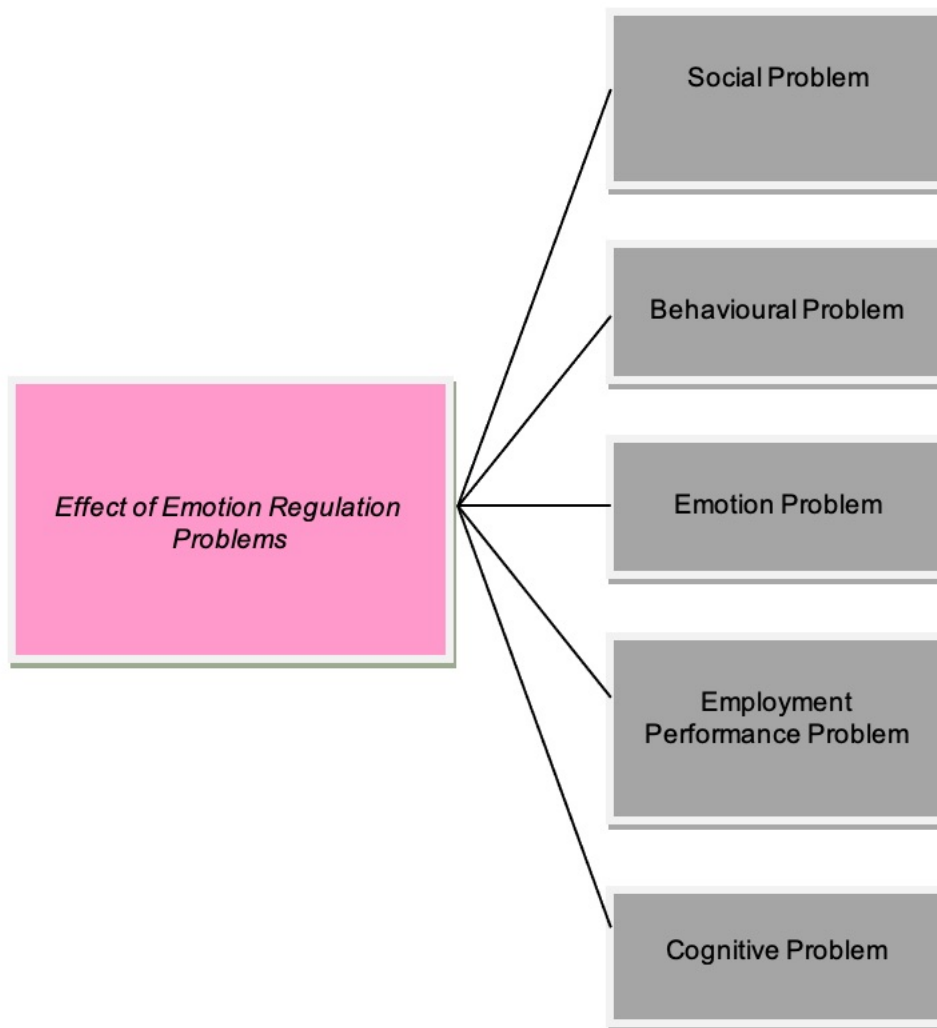 Social Problem
Behavioural Problem
Effect of Emotion Regulation
Problems
Emotion Problem
Employment
Performance Problem
Cognitive Problem